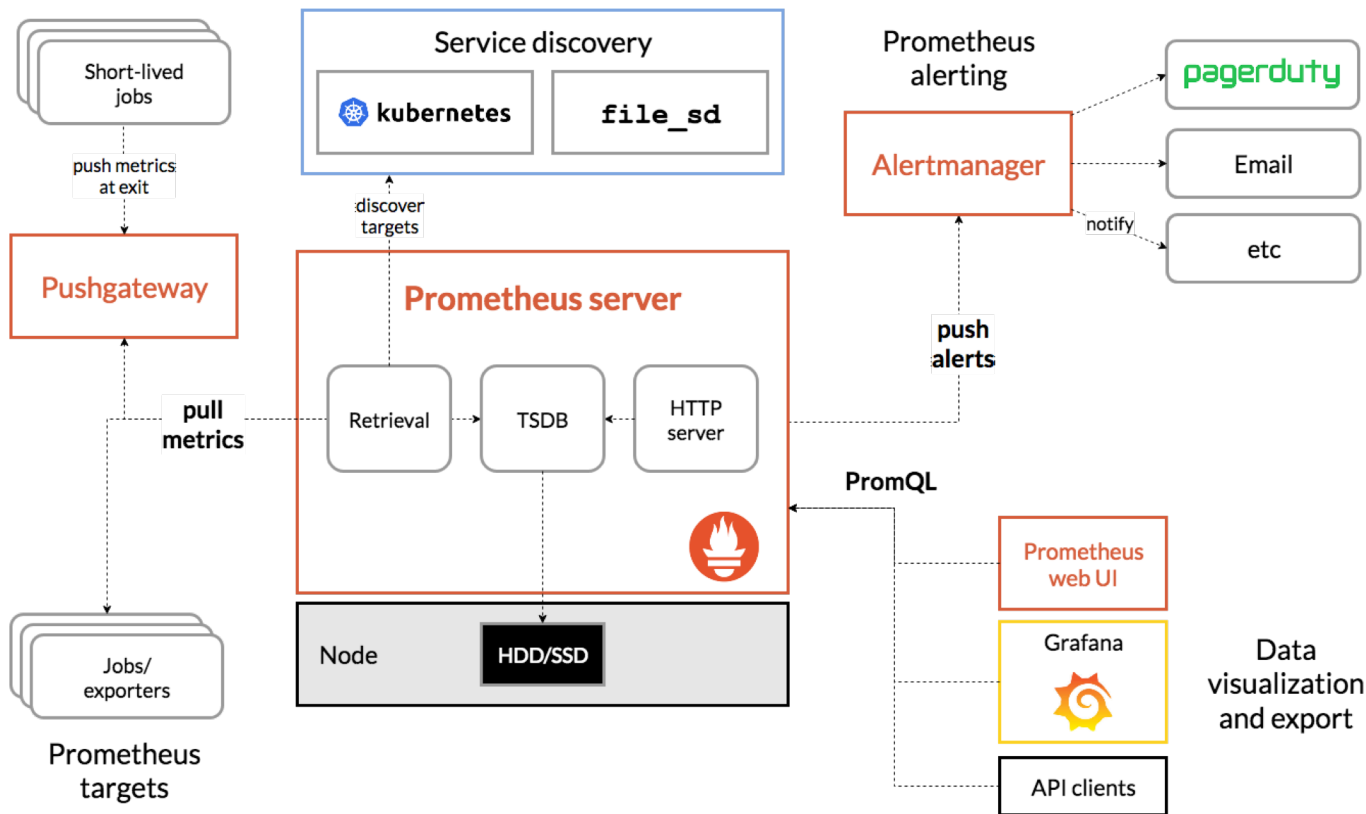 Short-lived
jobs
push metrics
at exit
Pushgateway
pull
metrics
Jobs/
exporters
Prometheus
targets
Service discovery
kubernetes
file_sd
discover
targets
Prometheus server
Retrieval
TSDB
HTTP
server
Node
HDD/SSD
Prometheus
alerting
Alertmanager
pagerduty
Email
notify
etc
push
alerts
PromQL
Prometheus
web UI
Grafana
API clients
Data
visualization
and export